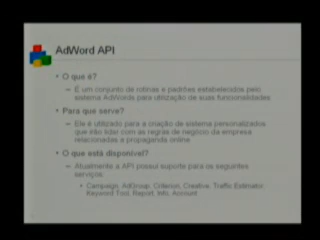 AdWord API
• O que é?
– É um conjunto de rotinas e padrões estabelecidos pelo
sistema AdWords para utilização de suas funcionalidades.
• Para que serve?
– Ele é utilizado para a criação de sistema personalizados
que irão lidar com as regras de negócio da empresa
relacionadas a propaganda online
• O que está disponível?
– Atualmente a API possui suporte para os seguintes
serviços:
• Campaign, AdGroup, Criterion, Creative, Traffic Estimator,
Keyword Tool, Report, Info, Account